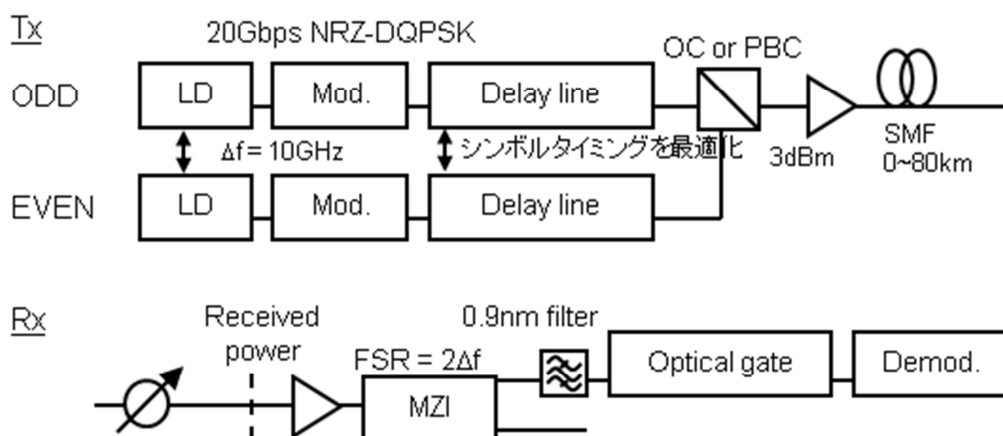 Tx
20Gbps NRZ-DQPSK
OC or PBC
ODD
LD
Mod.
Delay line
Δf = 10GHz
シンボルタイミングを最適化
3dBm
SMF
0~80km
EVEN
LD
Mod.
Delay line
Rx
Received
power
0.9nm filter
FSR = 2Δf
MZI
Optical gate
Demod.